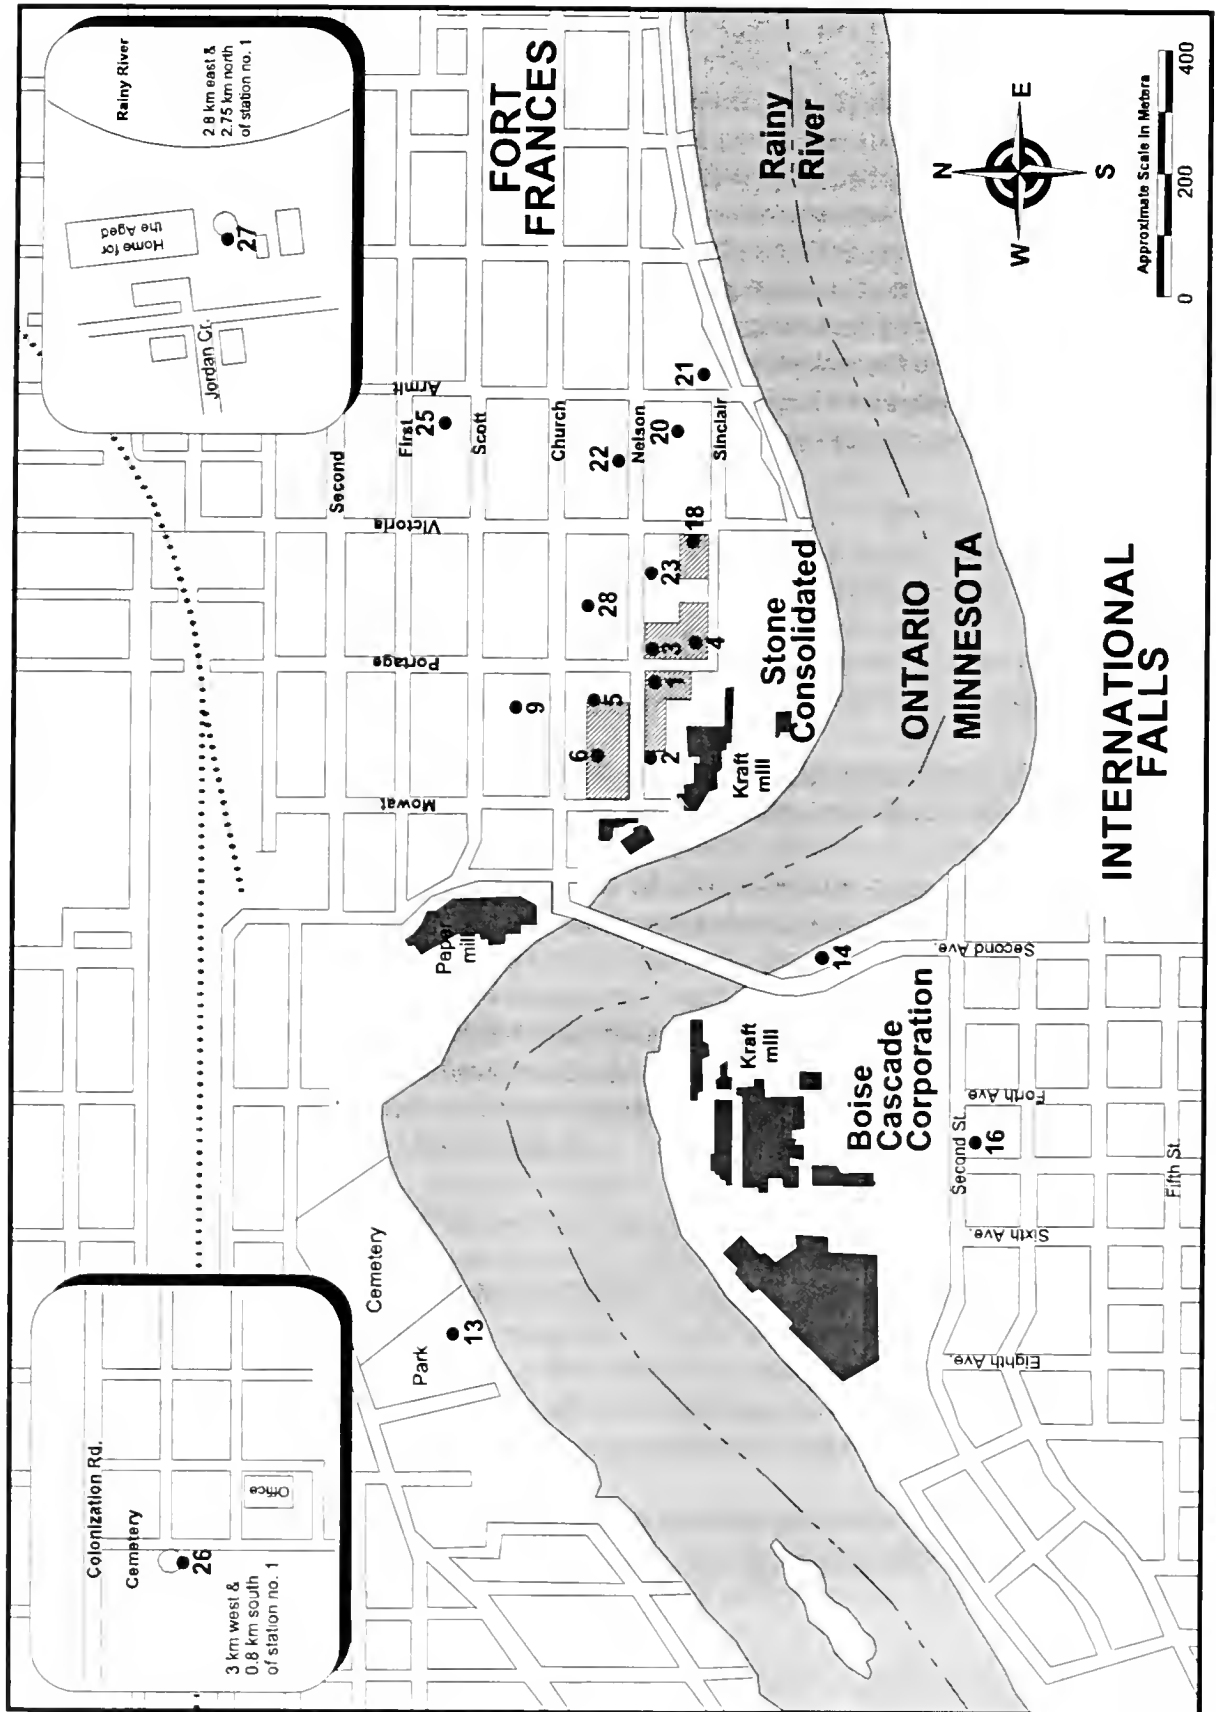 Colonization Rd.
Cemetery
26
Office
3 km west &
0.8 km south
of station no. 1
Rainy River
2.8 km east &
2.75 km north
of station no. 1
Home for
the Aged
27
Jordan Cr.
FORT
FRANCES
Rainy
River
N
E
S
W
Approximate Scale in Meters
0
200
400
Armit
Victoria
Portage
Mowat
Second
First
Scott
Church
Nelson
Sinclair
25
22
20
21
18
23
28
3
4
1
2
5
6
9
Stone
Consolidated
Kraft
mill
Paper
mill
ONTARIO
MINNESOTA
INTERNATIONAL
FALLS
14
Second Ave.
Boise
Cascade
Corporation
Kraft
mill
Forth Ave.
Second St.
16
Fifth St.
Sixth Ave.
Eighth Ave.
Cemetery
Park
13